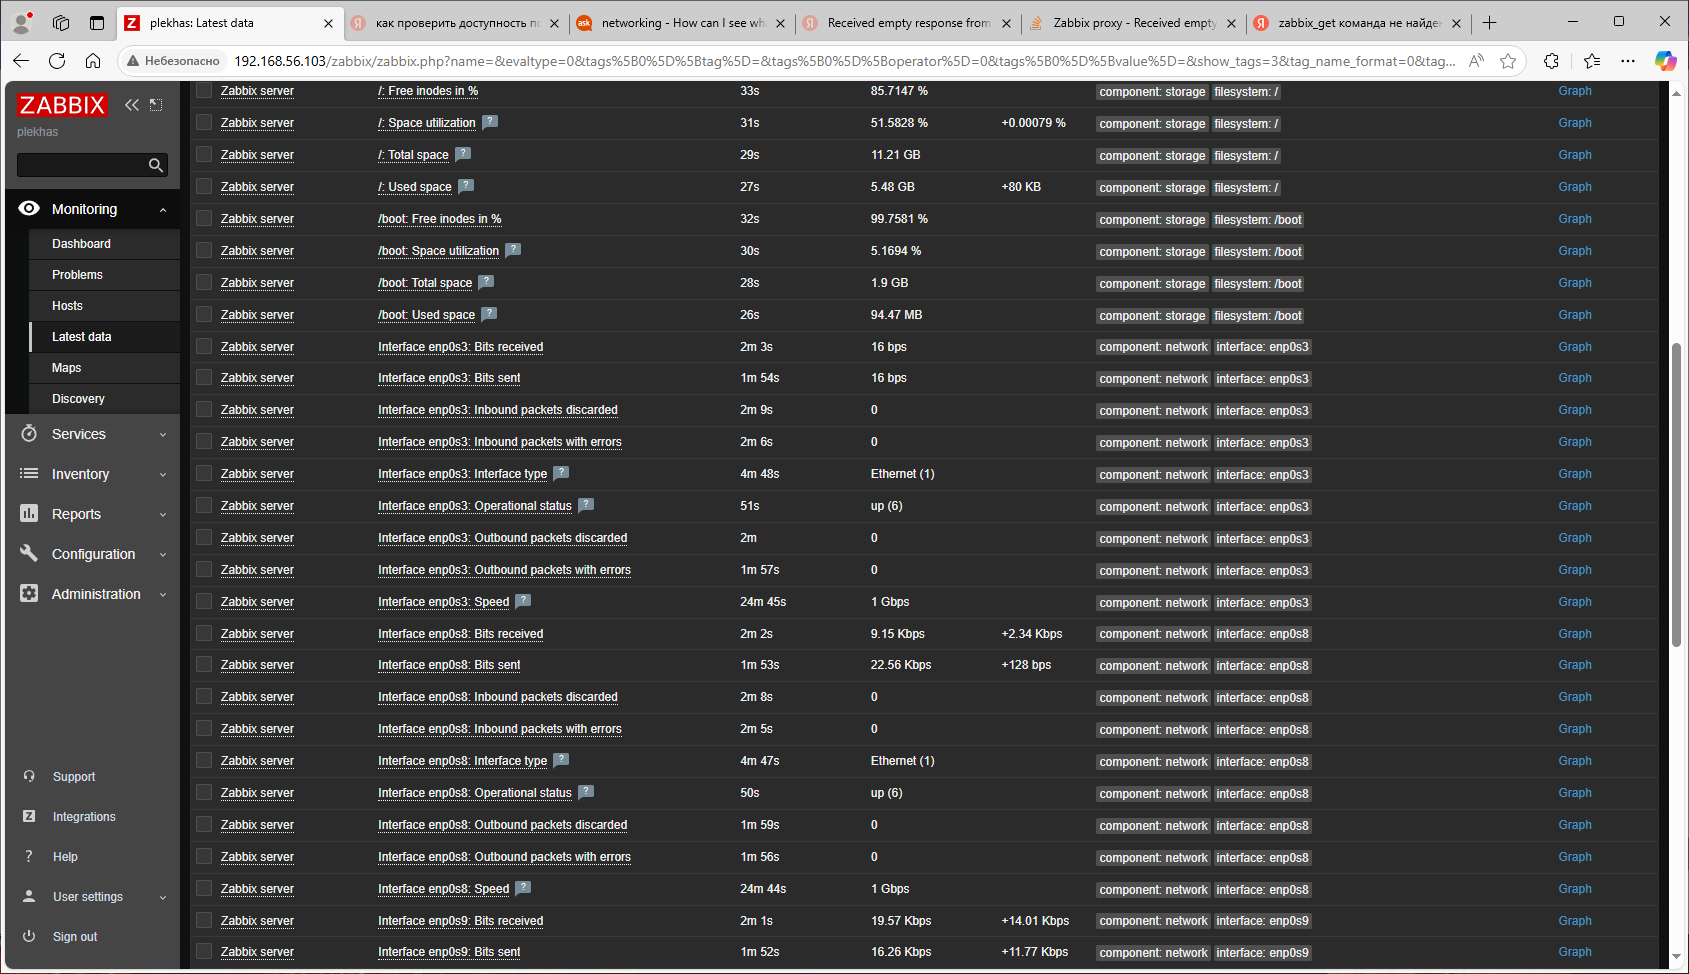 plekhas: Latest data
как проверить доступность по
networking - How can I see wh
Received empty response from
Zabbix proxy - Received empty
zabbix_get команда не найде
Небезопасно
192.168.56.103/zabbix/zabbix.php?name=&evaltype=0&tags%5B0%5D%5Btag%5D=&tags%5B0%5D%5Boperator%5D=0&tags%5B0%5D%5Bvalue%5D=&show_tags=3&tag_name_format=0&tag...
ZABBIX
plekhas
Monitoring
Dashboard
Problems
Hosts
Latest data
Maps
Discovery
Services
Inventory
Reports
Configuration
Administration
Support
Integrations
Help
User settings
Sign out
Zabbix server /: Free inodes in % 33s 85.7147 % component: storage filesystem: / Graph
Zabbix server /: Space utilization ? 31s 51.5828 % +0.00079 % component: storage filesystem: / Graph
Zabbix server /: Total space ? 29s 11.21 GB component: storage filesystem: / Graph
Zabbix server /: Used space ? 27s 5.48 GB +80 KB component: storage filesystem: / Graph
Zabbix server /boot: Free inodes in % 32s 99.7581 % component: storage filesystem: /boot Graph
Zabbix server /boot: Space utilization ? 30s 5.1694 % component: storage filesystem: /boot Graph
Zabbix server /boot: Total space ? 28s 1.9 GB component: storage filesystem: /boot Graph
Zabbix server /boot: Used space ? 26s 94.47 MB component: storage filesystem: /boot Graph
Zabbix server Interface enp0s3: Bits received 2m 3s 16 bps component: network interface: enp0s3 Graph
Zabbix server Interface enp0s3: Bits sent 1m 54s 16 bps component: network interface: enp0s3 Graph
Zabbix server Interface enp0s3: Inbound packets discarded 2m 9s 0 component: network interface: enp0s3 Graph
Zabbix server Interface enp0s3: Inbound packets with errors 2m 6s 0 component: network interface: enp0s3 Graph
Zabbix server Interface enp0s3: Interface type ? 4m 48s Ethernet (1) component: network interface: enp0s3 Graph
Zabbix server Interface enp0s3: Operational status ? 51s up (6) component: network interface: enp0s3 Graph
Zabbix server Interface enp0s3: Outbound packets discarded 2m 0 component: network interface: enp0s3 Graph
Zabbix server Interface enp0s3: Outbound packets with errors 1m 57s 0 component: network interface: enp0s3 Graph
Zabbix server Interface enp0s3: Speed ? 24m 45s 1 Gbps component: network interface: enp0s3 Graph
Zabbix server Interface enp0s8: Bits received 2m 2s 9.15 Kbps +2.34 Kbps component: network interface: enp0s8 Graph
Zabbix server Interface enp0s8: Bits sent 1m 53s 22.56 Kbps +128 bps component: network interface: enp0s8 Graph
Zabbix server Interface enp0s8: Inbound packets discarded 2m 8s 0 component: network interface: enp0s8 Graph
Zabbix server Interface enp0s8: Inbound packets with errors 2m 5s 0 component: network interface: enp0s8 Graph
Zabbix server Interface enp0s8: Interface type ? 4m 47s Ethernet (1) component: network interface: enp0s8 Graph
Zabbix server Interface enp0s8: Operational status ? 50s up (6) component: network interface: enp0s8 Graph
Zabbix server Interface enp0s8: Outbound packets discarded 1m 59s 0 component: network interface: enp0s8 Graph
Zabbix server Interface enp0s8: Outbound packets with errors 1m 56s 0 component: network interface: enp0s8 Graph
Zabbix server Interface enp0s8: Speed ? 24m 44s 1 Gbps component: network interface: enp0s8 Graph
Zabbix server Interface enp0s9: Bits received 2m 1s 19.57 Kbps +14.01 Kbps component: network interface: enp0s9 Graph
Zabbix server Interface enp0s9: Bits sent 1m 52s 16.26 Kbps +11.77 Kbps component: network interface: enp0s9 Graph